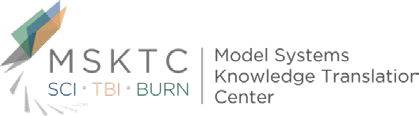 MSKTC
SCI · TBI · BURN
Model Systems
Knowledge Translation
Center